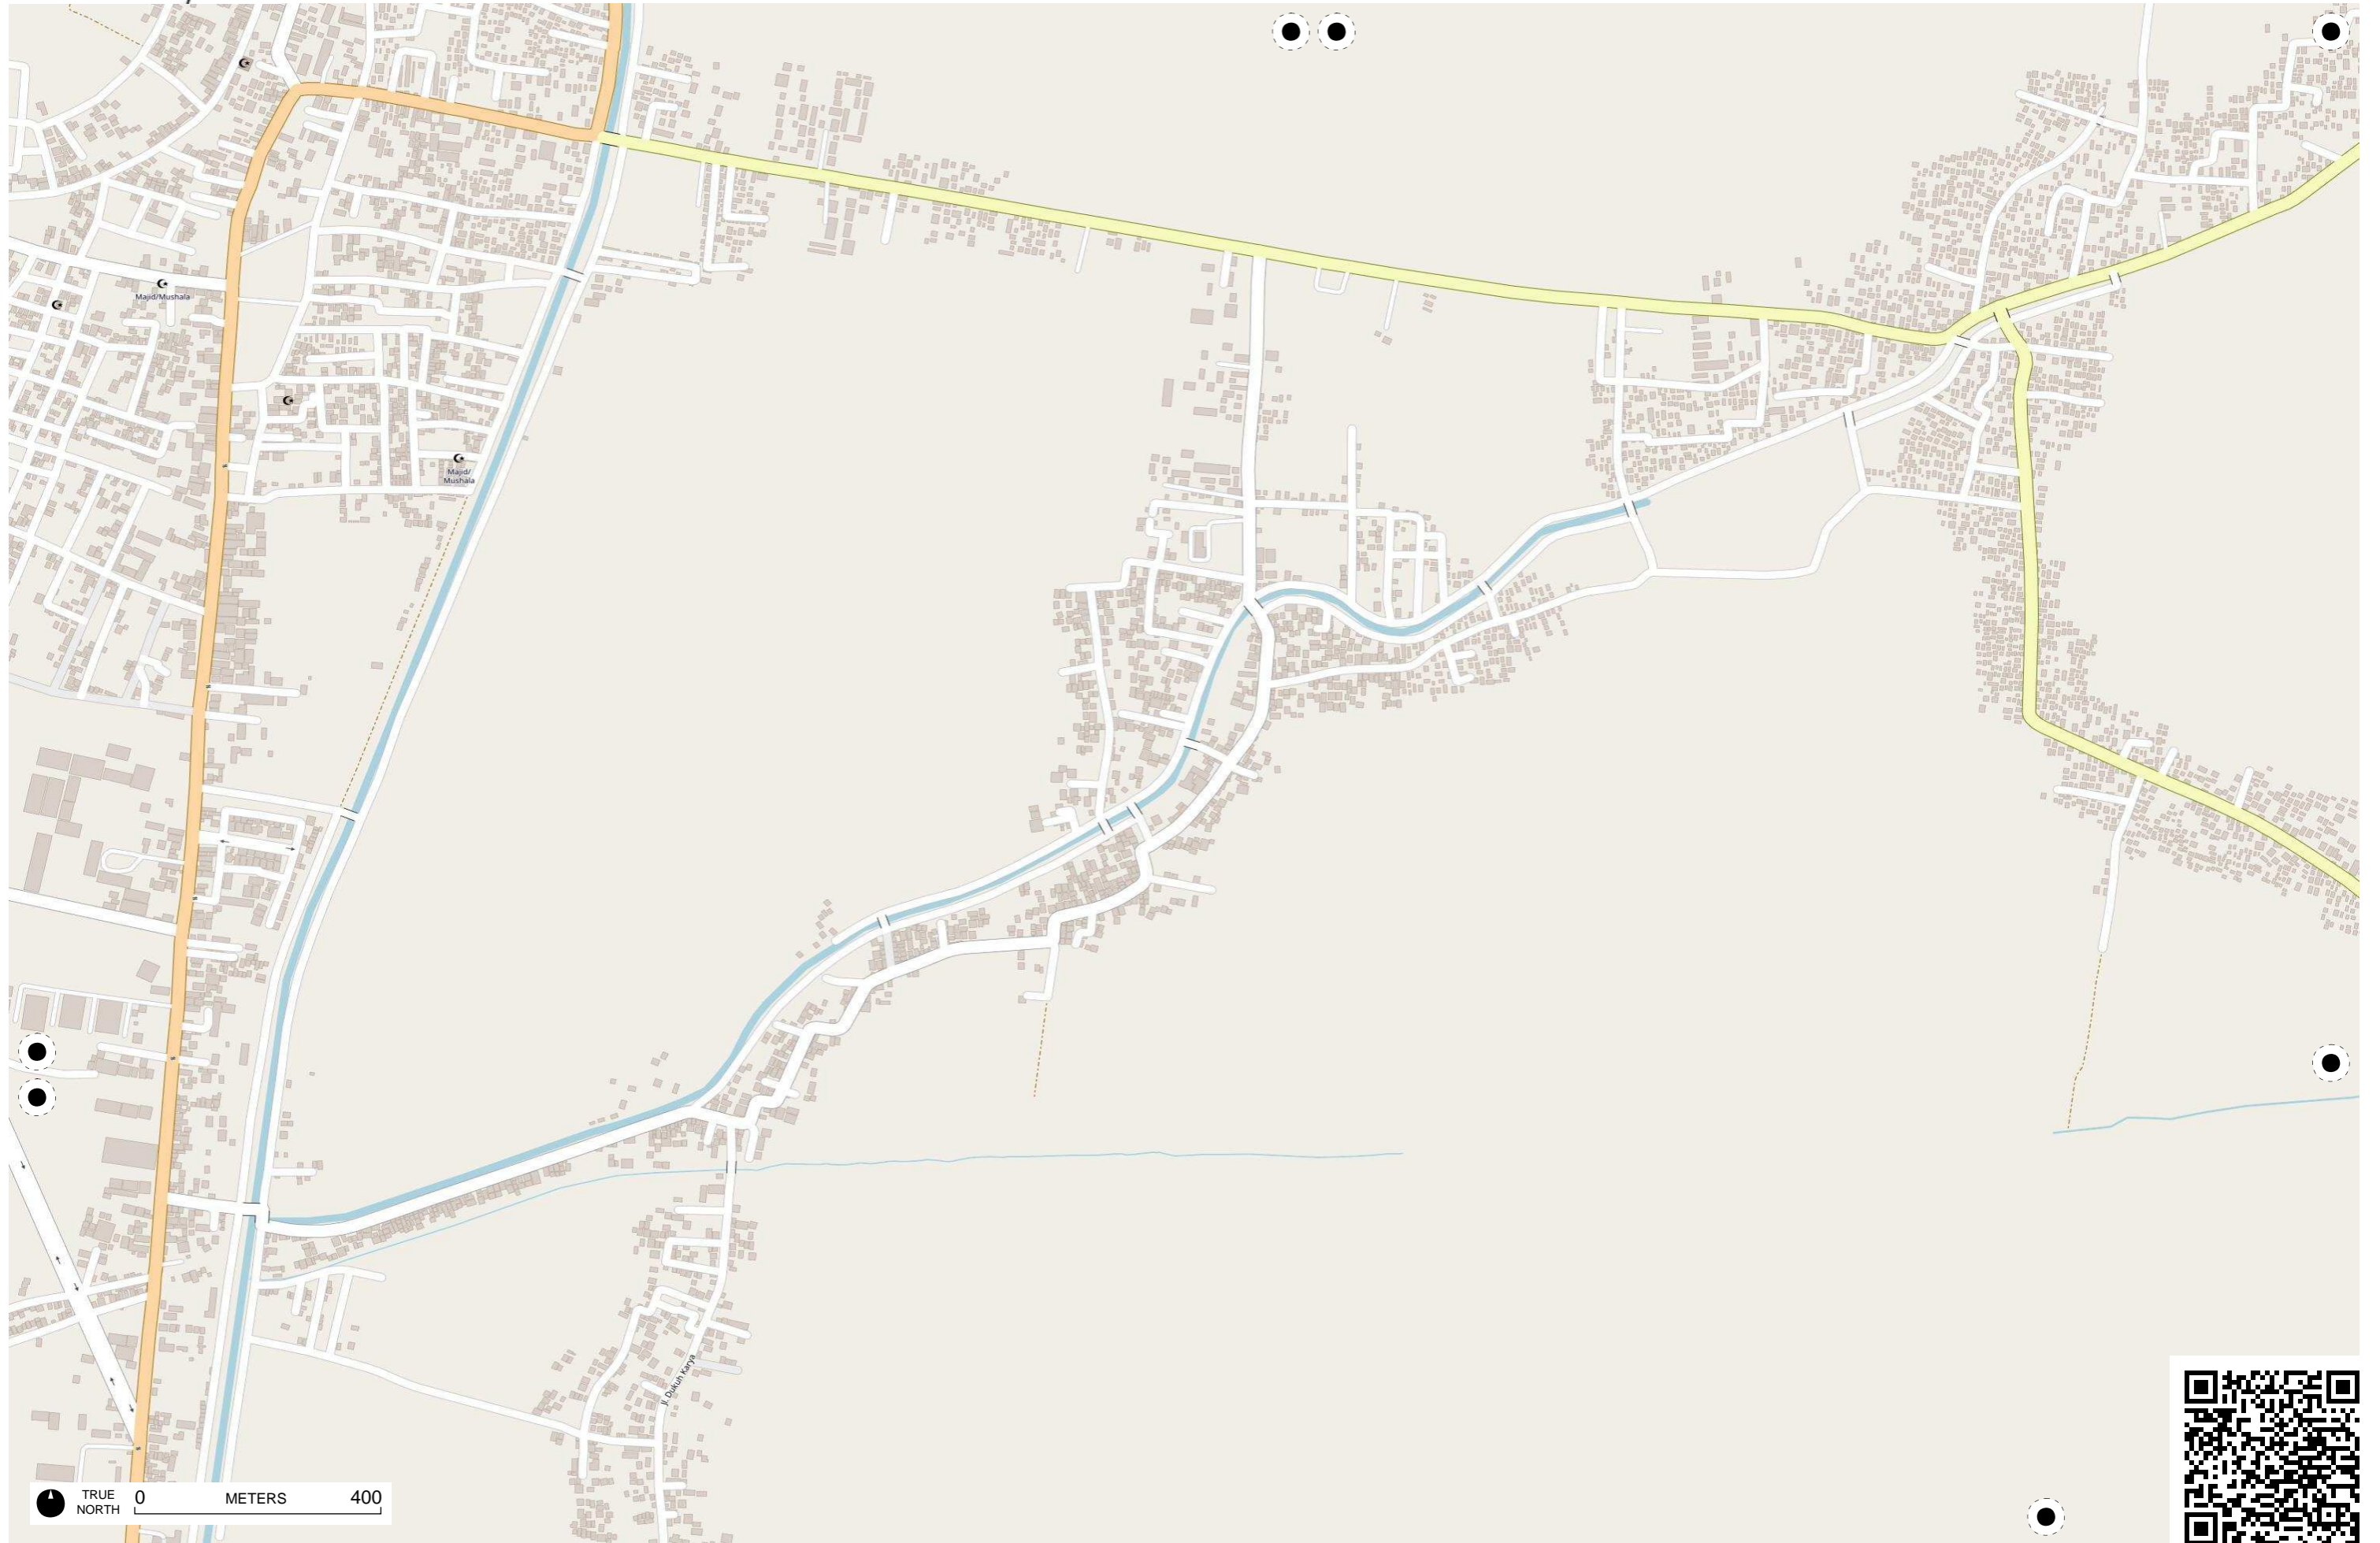 Majid/Mushala
Majid/
Mushala
Jl. Dukuh Karya
TRUE
NORTH
0 METERS 400